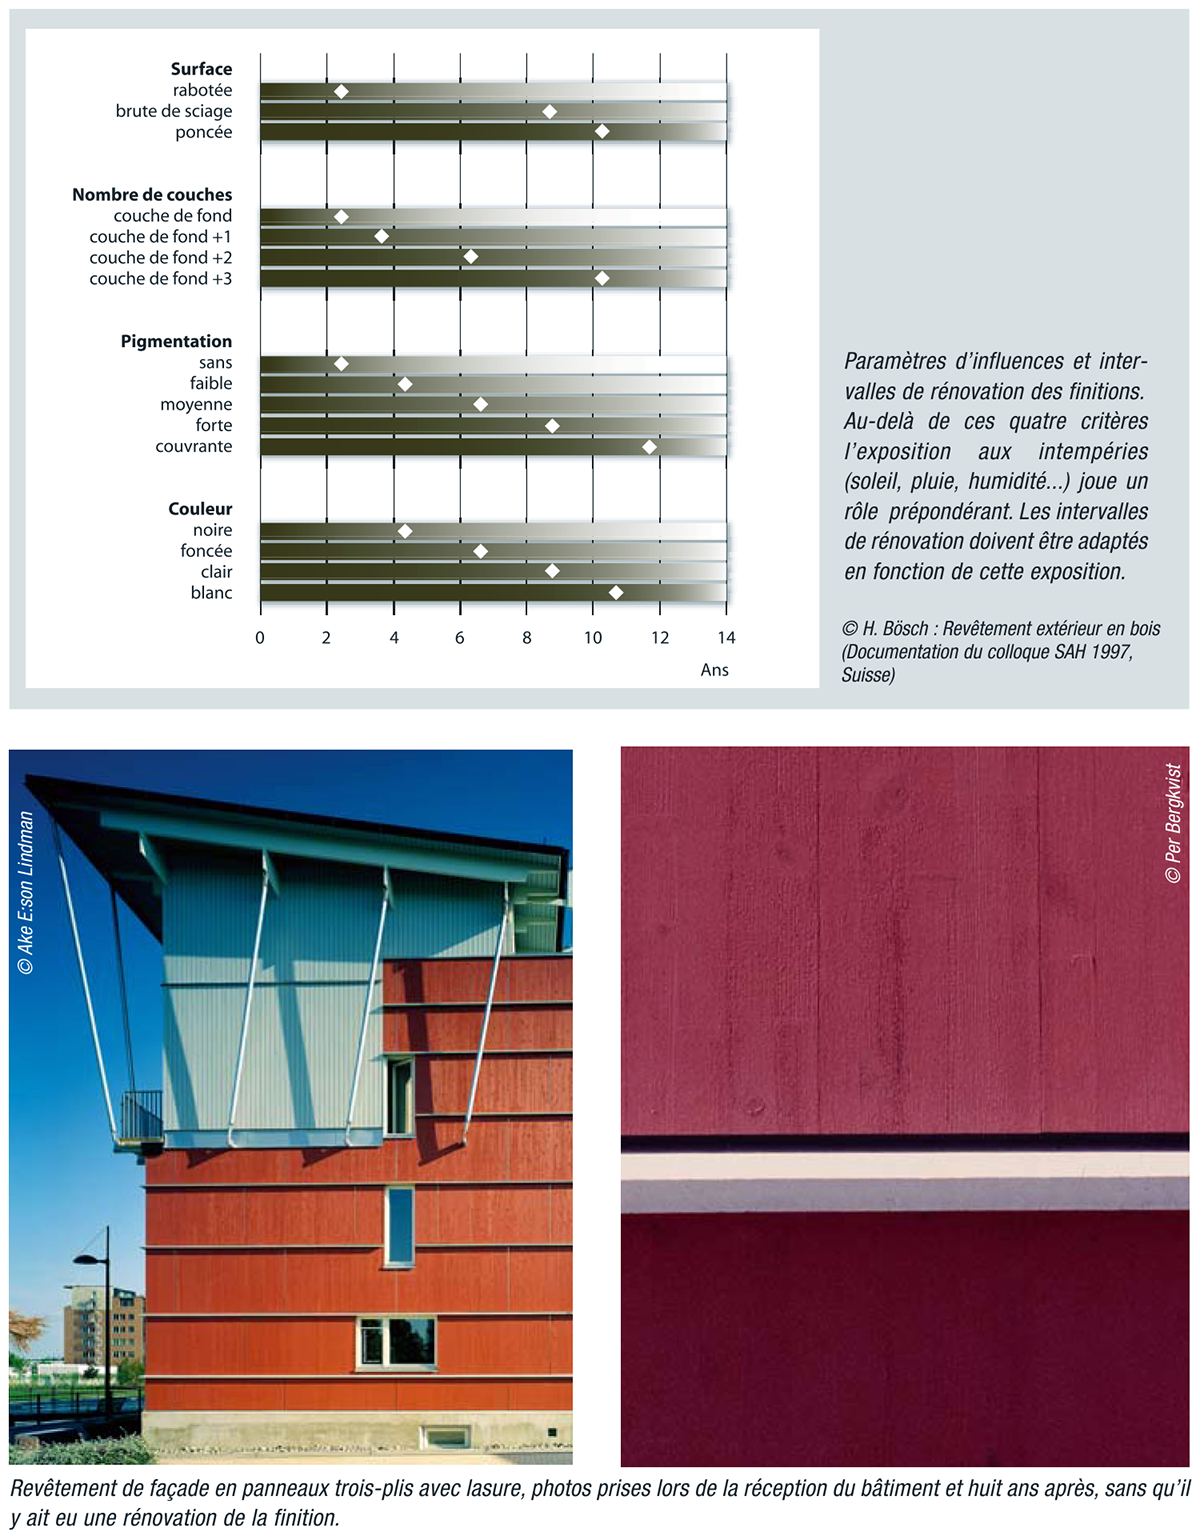 Surface
rabotée
brute de sciage
poncée
Nombre de couches
couche de fond
couche de fond +1
couche de fond +2
couche de fond +3
Pigmentation
sans
faible
moyenne
forte
couvrante
Couleur
noire
foncée
clair
blanc
0 2 4 6 8 10 12 14
Ans
Paramètres d’influences et inter-
valles de rénovation des finitions.
Au-delà de ces quatre critères
l’exposition aux intempéries
(soleil, pluie, humidité...) joue un
rôle prépondérant. Les intervalles
de rénovation doivent être adaptés
en fonction de cette exposition.
© H. Bösch : Revêtement extérieur en bois
(Documentation du colloque SAH 1997,
Suisse)
© Ake E:son Lindman
© Per Bergkvist
Revêtement de façade en panneaux trois-plis avec lasure, photos prises lors de la réception du bâtiment et huit ans après, sans qu’il
y ait eu une rénovation de la finition.